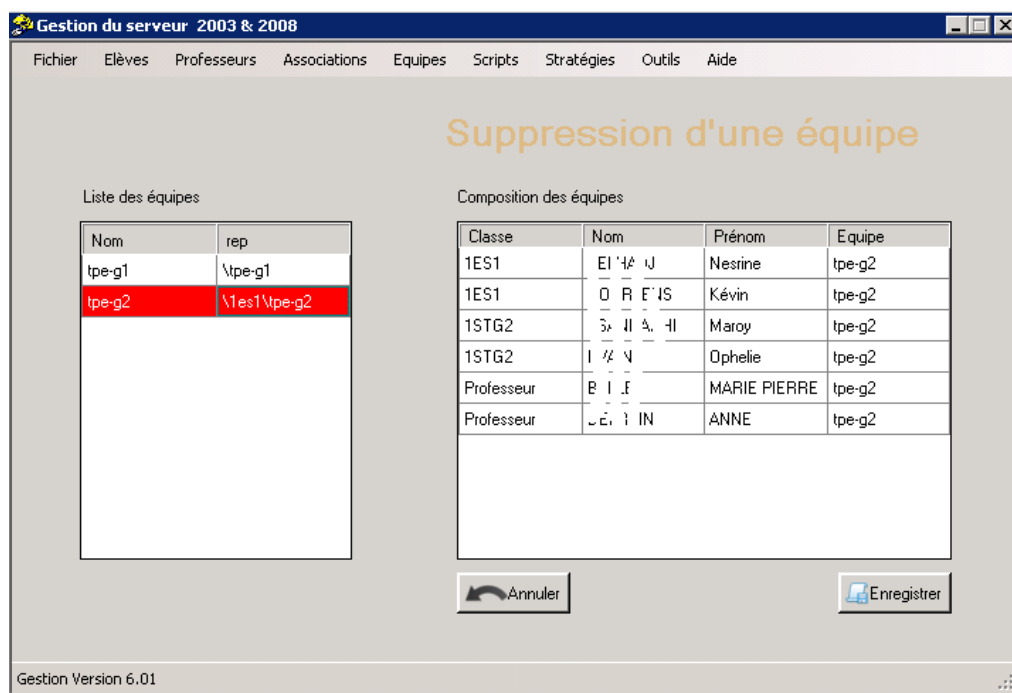 Gestion du serveur 2003 & 2008
Fichier Elèves Professeurs Associations Equipes Scripts Stratégies Outils Aide
Suppression d'une équipe
Liste des équipes
Nom rep
tpe-g1 \tpe-g1
tpe-g2 \1es1\tpe-g2
Composition des équipes
Classe Nom Prénom Equipe
1ES1 Nesrine tpe-g2
1ES1 Kévin tpe-g2
1STG2 Maroy tpe-g2
1STG2 Ophelie tpe-g2
Professeur MARIE PIERRE tpe-g2
Professeur ANNE tpe-g2
Annuler Enregistrer
Gestion Version 6.01